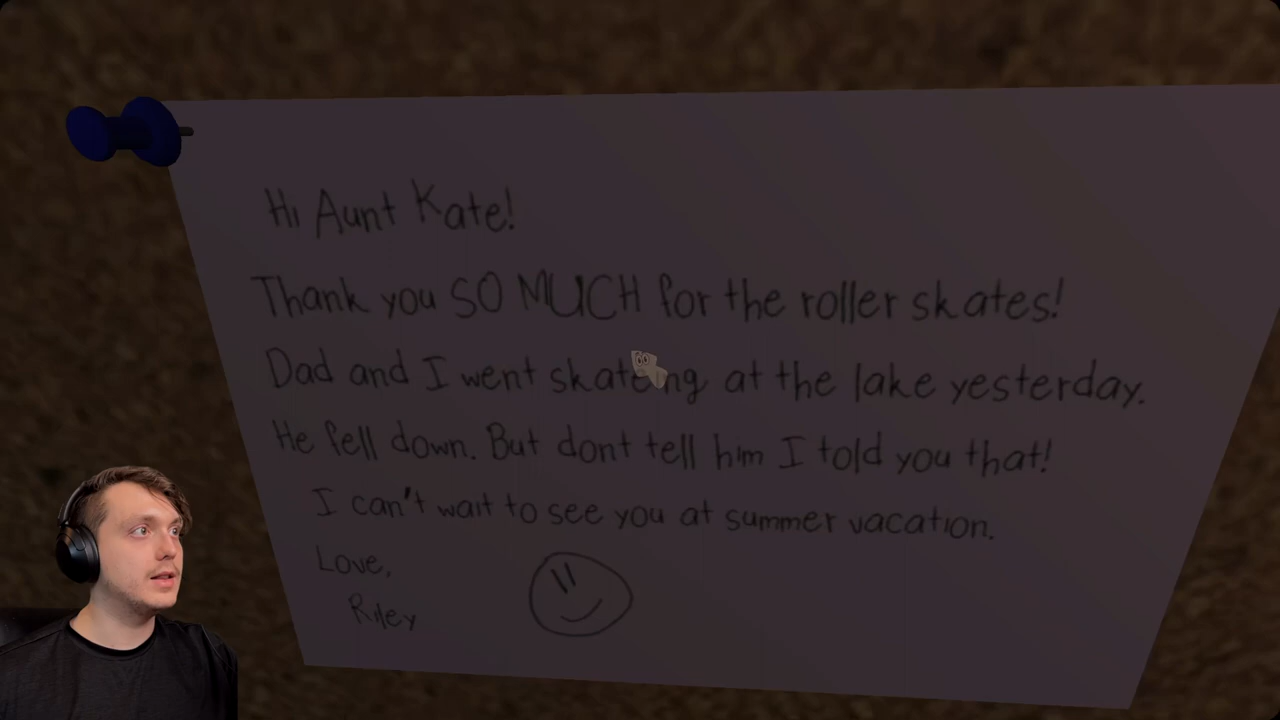 Hi Aunt Kate!
Thank you SO MUCH for the roller skates!
Dad and I went skating at the lake yesterday.
He fell down. But dont tell him I told you that!
I can't wait to see you at summer vacation.
Love,
Riley